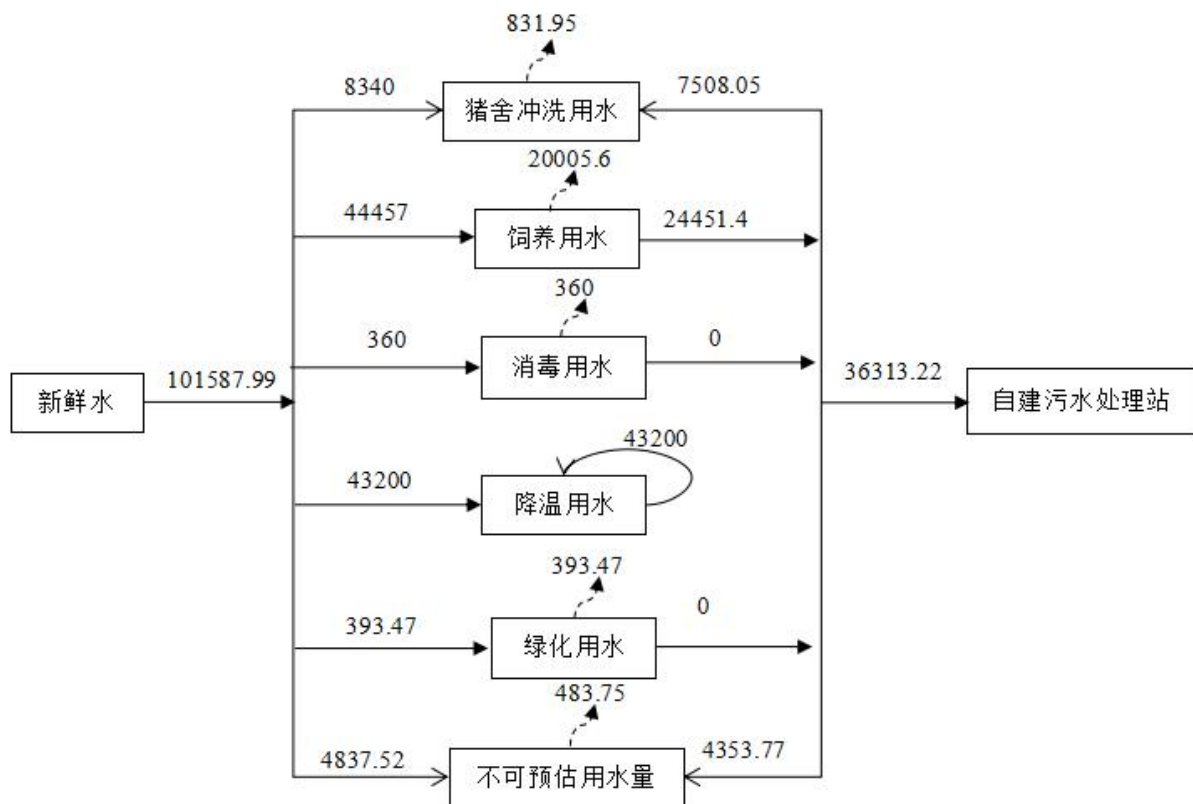 831.95
8340
猪舍冲洗用水
7508.05
20005.6
44457
饲养用水
24451.4
360
360
消毒用水
0
新鲜水
101587.99
36313.22
自建污水处理站
43200
43200
降温用水
393.47
393.47
绿化用水
0
483.75
4837.52
不可预估用水量
4353.77